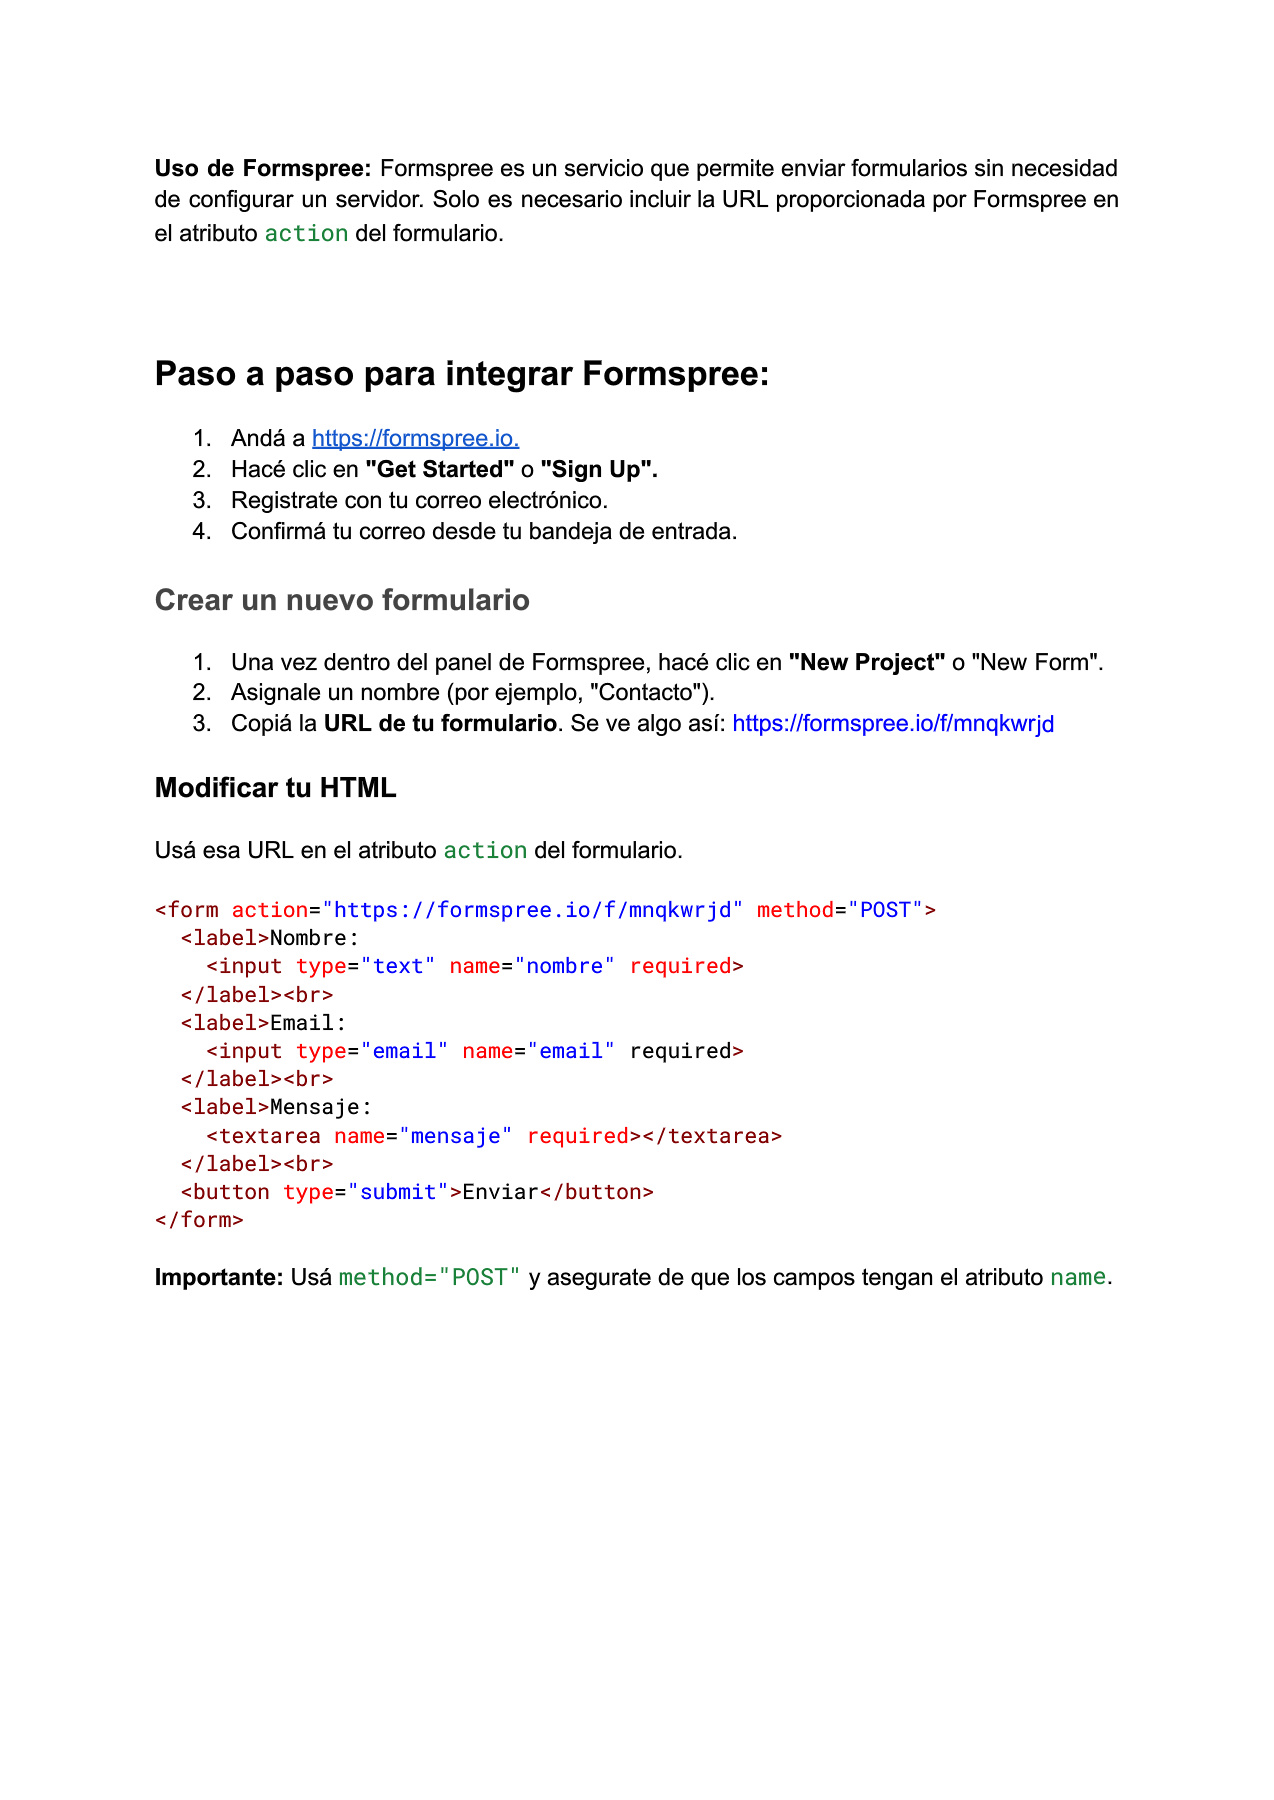 Uso de Formspree: Formspree es un servicio que permite enviar formularios sin necesidad
de configurar un servidor. Solo es necesario incluir la URL proporcionada por Formspree en
el atributo action del formulario.
Paso a paso para integrar Formspree:
1. Andá a https://formspree.io.
2. Hacé clic en "Get Started" o "Sign Up".
3. Registrate con tu correo electrónico.
4. Confirmá tu correo desde tu bandeja de entrada.
Crear un nuevo formulario
1. Una vez dentro del panel de Formspree, hacé clic en "New Project" o "New Form".
2. Asignale un nombre (por ejemplo, "Contacto").
3. Copiá la URL de tu formulario. Se ve algo así: https://formspree.io/f/mnqkwrjd
Modificar tu HTML
Usá esa URL en el atributo action del formulario.
<form action="https://formspree.io/f/mnqkwrjd" method="POST">
  <label>Nombre:
    <input type="text" name="nombre" required>
  </label><br>
  <label>Email:
    <input type="email" name="email" required>
  </label><br>
  <label>Mensaje:
    <textarea name="mensaje" required></textarea>
  </label><br>
  <button type="submit">Enviar</button>
</form>
Importante: Usá method="POST" y asegurate de que los campos tengan el atributo name.